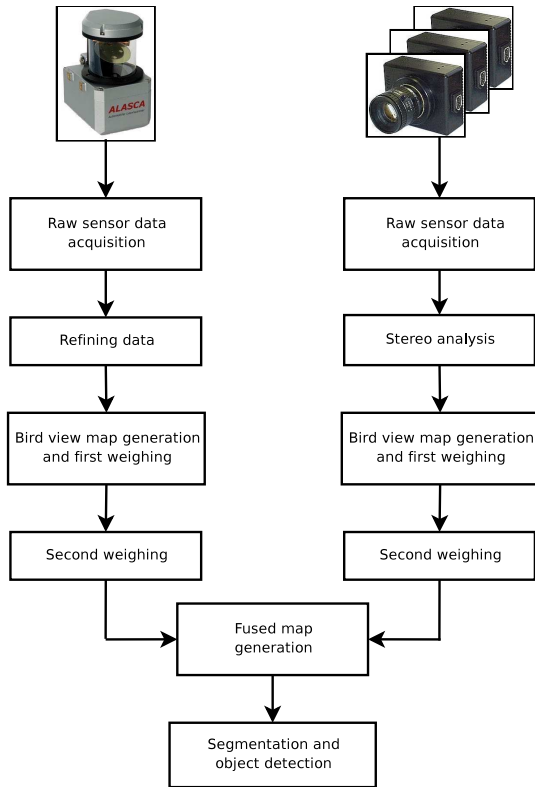 ALASCA
Raw sensor data
acquisition
Raw sensor data
acquisition
Refining data
Stereo analysis
Bird view map generation
and first weighing
Bird view map generation
and first weighing
Second weighing
Second weighing
Fused map
generation
Segmentation and
object detection